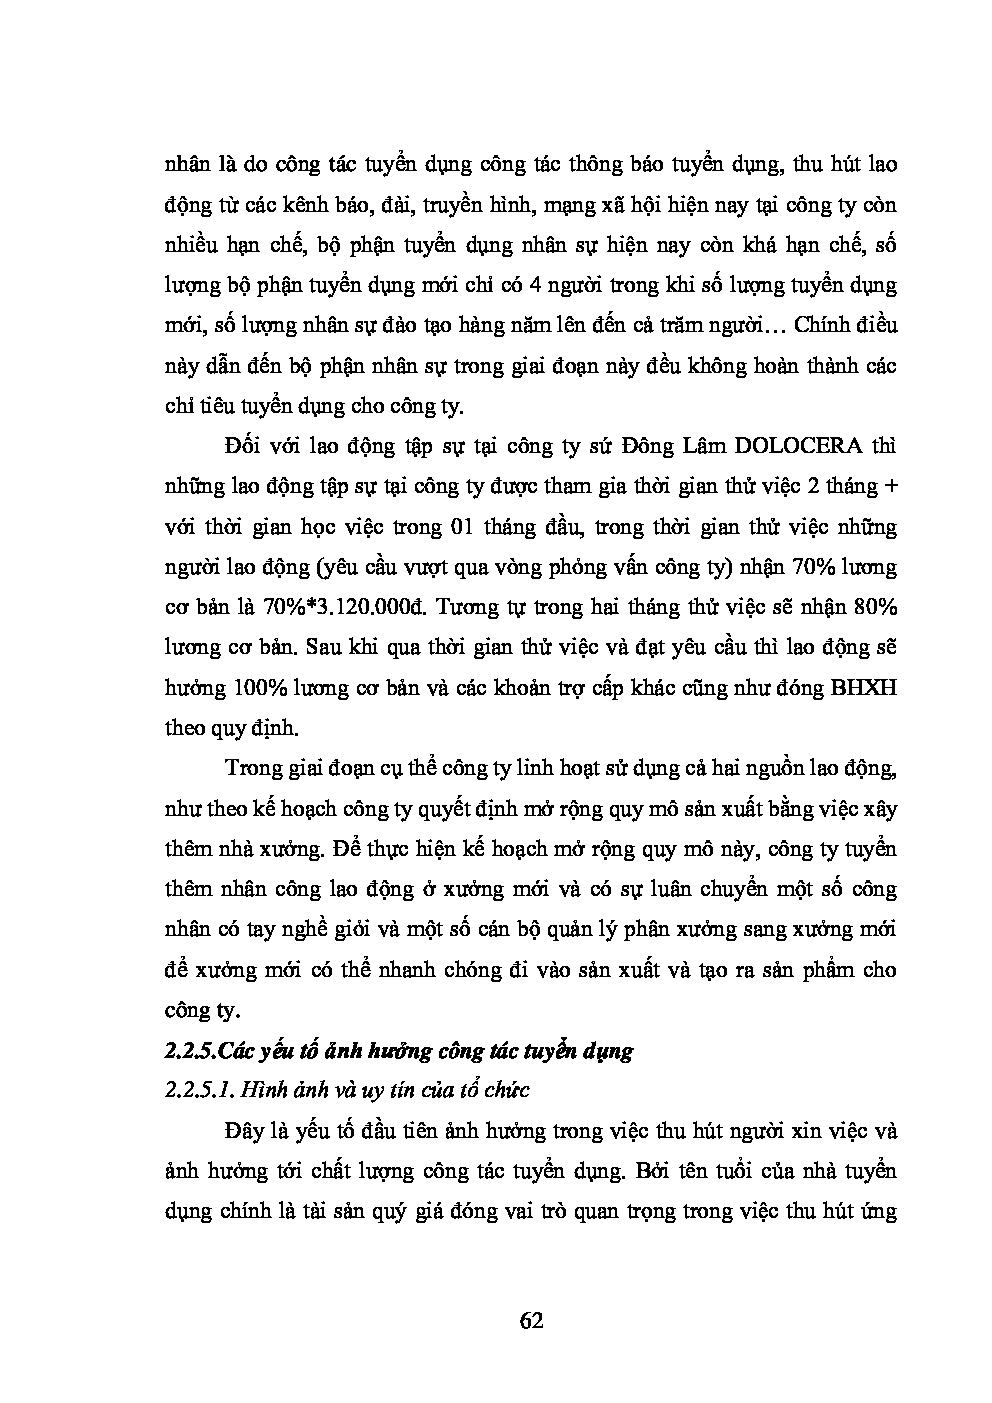 nhân là do công tác tuyển dụng công tác thông báo tuyển dụng, thu hút lao
động từ các kênh báo, đài, truyền hình, mạng xã hội hiện nay tại công ty còn
nhiều hạn chế, bộ phận tuyển dụng nhân sự hiện nay còn khá hạn chế, số
lượng bộ phận tuyển dụng mới chỉ có 4 người trong khi số lượng tuyển dụng
mới, số lượng nhân sự đào tạo hàng năm lên đến cả trăm người… Chính điều
này dẫn đến bộ phận nhân sự trong giai đoạn này đều không hoàn thành các
chỉ tiêu tuyển dụng cho công ty.
Đối với lao động tập sự tại công ty sứ Đông Lâm DOLOCERA thì
những lao động tập sự tại công ty được tham gia thời gian thử việc 2 tháng +
với thời gian học việc trong 01 tháng đầu, trong thời gian thử việc những
người lao động (yêu cầu vượt qua vòng phỏng vấn công ty) nhận 70% lương
cơ bản là 70%*3.120.000đ. Tương tự trong hai tháng thử việc sẽ nhận 80%
lương cơ bản. Sau khi qua thời gian thử việc và đạt yêu cầu thì lao động sẽ
hưởng 100% lương cơ bản và các khoản trợ cấp khác cũng như đóng BHXH
theo quy định.
Trong giai đoạn cụ thể công ty linh hoạt sử dụng cả hai nguồn lao động,
như theo kế hoạch công ty quyết định mở rộng quy mô sản xuất bằng việc xây
thêm nhà xưởng. Để thực hiện kế hoạch mở rộng quy mô này, công ty tuyển
thêm nhân công lao động ở xưởng mới và có sự luân chuyển một số công
nhân có tay nghề giỏi và một số cán bộ quản lý phân xưởng sang xưởng mới
để xưởng mới có thể nhanh chóng đi vào sản xuất và tạo ra sản phẩm cho
công ty.
2.2.5.Các yếu tố ảnh hưởng công tác tuyển dụng
2.2.5.1. Hình ảnh và uy tín của tổ chức
Đây là yếu tố đầu tiên ảnh hưởng trong việc thu hút người xin việc và
ảnh hưởng tới chất lượng công tác tuyển dụng. Bởi tên tuổi của nhà tuyển
dụng chính là tài sản quý giá đóng vai trò quan trọng trong việc thu hút ứng
62